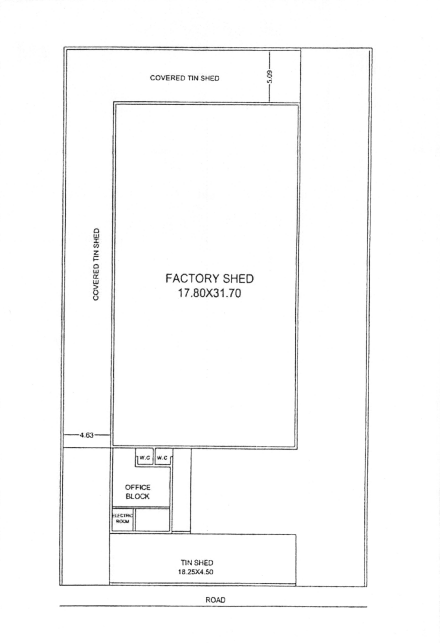 COVERED TIN SHED
5.09
COVERED TIN SHED
FACTORY SHED
17.80X31.70
4.63
W.C
W.C
OFFICE
BLOCK
ELECTRIC
ROOM
TIN SHED
18.25X4.50
ROAD